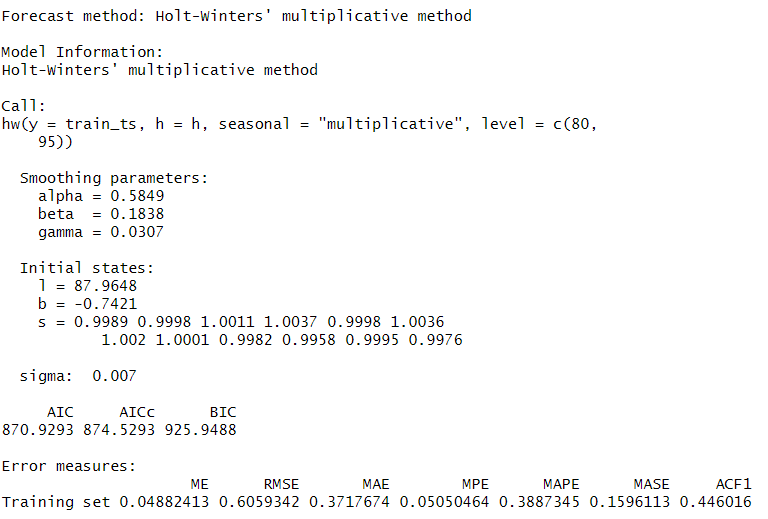 Forecast method: Holt-Winters' multiplicative method
Model Information:
Holt-Winters' multiplicative method
Call:
hw(y = train_ts, h = h, seasonal = "multiplicative", level = c(80,
95))
Smoothing parameters:
alpha = 0.5849
beta  = 0.1838
gamma = 0.0307
Initial states:
l = 87.9648
b = -0.7421
s = 0.9989 0.9998 1.0011 1.0037 0.9998 1.0036
1.002 1.0001 0.9982 0.9958 0.9995 0.9976
sigma:  0.007
AIC     AICc      BIC
870.9293 874.5293 925.9488
Error measures:
ME      RMSE       MAE        MPE      MAPE      MASE     ACF1
Training set 0.04882413 0.6059342 0.3717674 0.05050464 0.3887345 0.1596113 0.446016